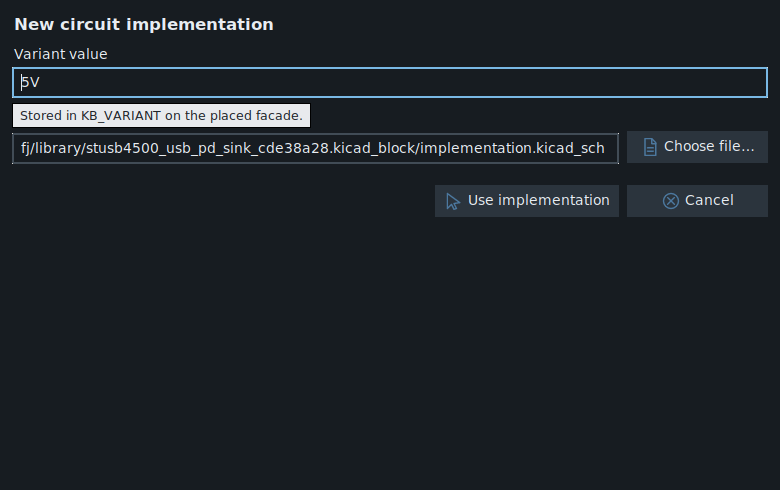 New circuit implementation
Variant value
5V
Stored in KB_VARIANT on the placed facade.
fj/library/stusb4500_usb_pd_sink_cde38a28.kicad_block/implementation.kicad_sch
Choose file...
Use implementation
Cancel